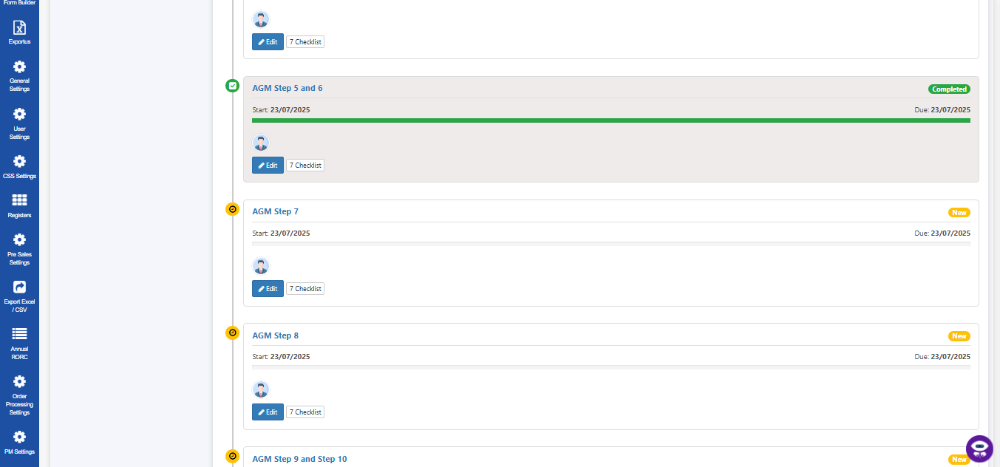 Form Builder
Exportus
General
Settings
User
Settings
CSS Settings
Registers
Pre Sales
Settings
Export Excel
/ CSV
Annual
RORC
Order
Processing
Settings
PM Settings
Edit 7 Checklist
AGM Step 5 and 6 Completed
Start: 23/07/2025 Due: 23/07/2025
Edit 7 Checklist
AGM Step 7 New
Start: 23/07/2025 Due: 23/07/2025
Edit 7 Checklist
AGM Step 8 New
Start: 23/07/2025 Due: 23/07/2025
Edit 7 Checklist
AGM Step 9 and Step 10 New